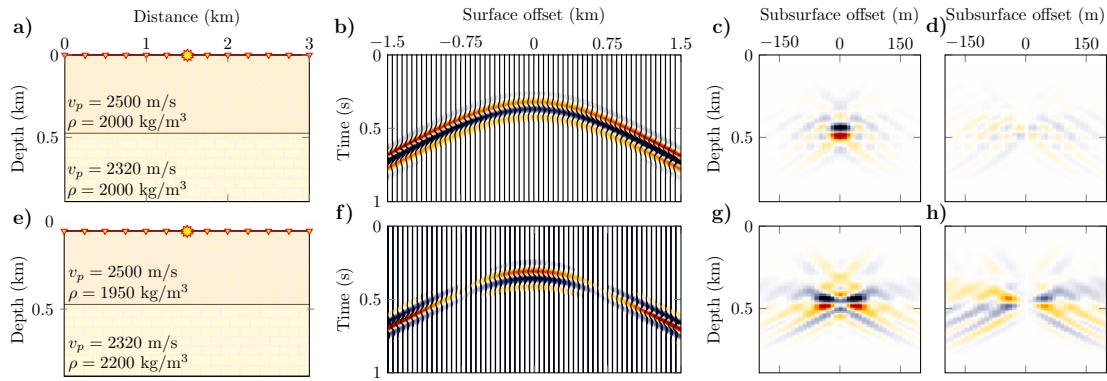 Distance (km)
Surface offset (km)
Subsurface offset (m)
Subsurface offset (m)
a)
0
1
2
3
b)
−1.5
−0.75
0
0.75
1.5
c)
−150
0
150
d)
−150
0
150
0
0.5
Depth (km)
v_p = 2500 m/s
ρ = 2000 kg/m³
v_p = 2320 m/s
ρ = 2000 kg/m³
0
0.5
1
Time (s)
0
0.5
Depth (km)
e)
f)
g)
h)
0
0.5
Depth (km)
v_p = 2500 m/s
ρ = 1950 kg/m³
v_p = 2320 m/s
ρ = 2200 kg/m³
0
0.5
1
Time (s)
0
0.5
Depth (km)